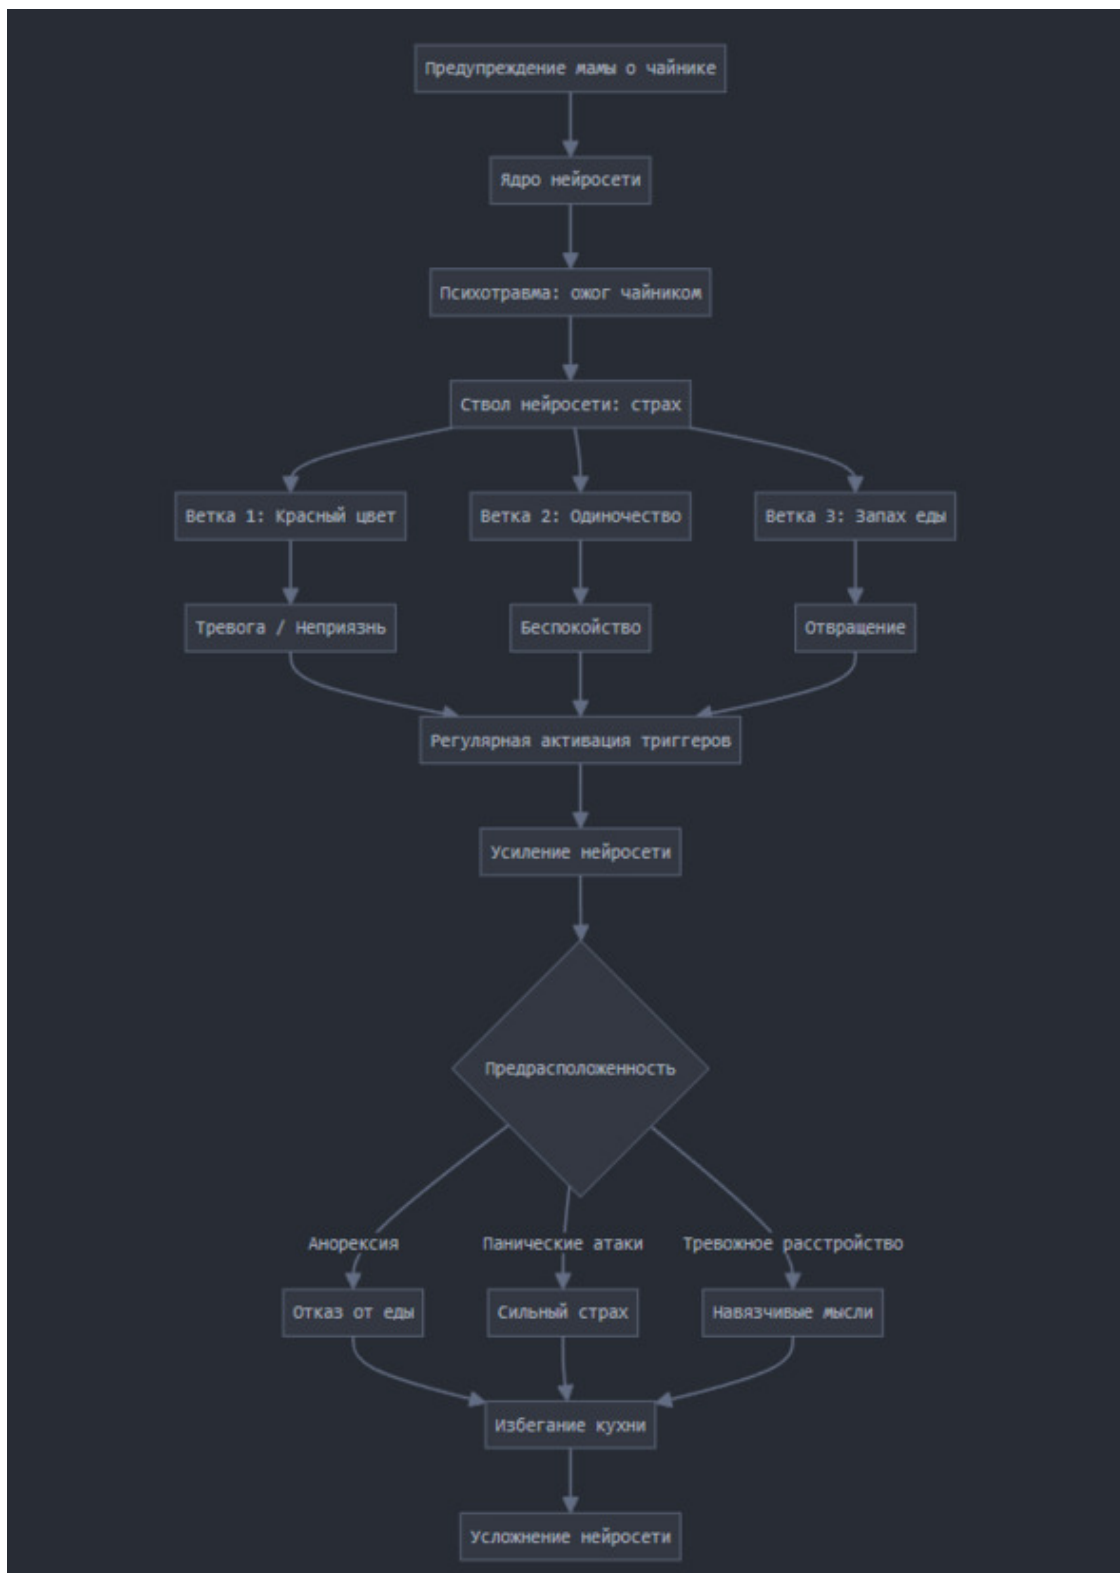 Предупреждение мамы о чайнике
Ядро нейросети
Психотравма: ожог чайником
Ствол нейросети: страх
Ветка 1: Красный цвет
Ветка 2: Одиночество
Ветка 3: Запах еды
Тревога / Неприязнь
Беспокойство
Отвращение
Регулярная активация триггеров
Усиление нейросети
Предрасположенность
Анорексия
Панические атаки
Тревожное расстройство
Отказ от еды
Сильный страх
Навязчивые мысли
Избегание кухни
Усложнение нейросети